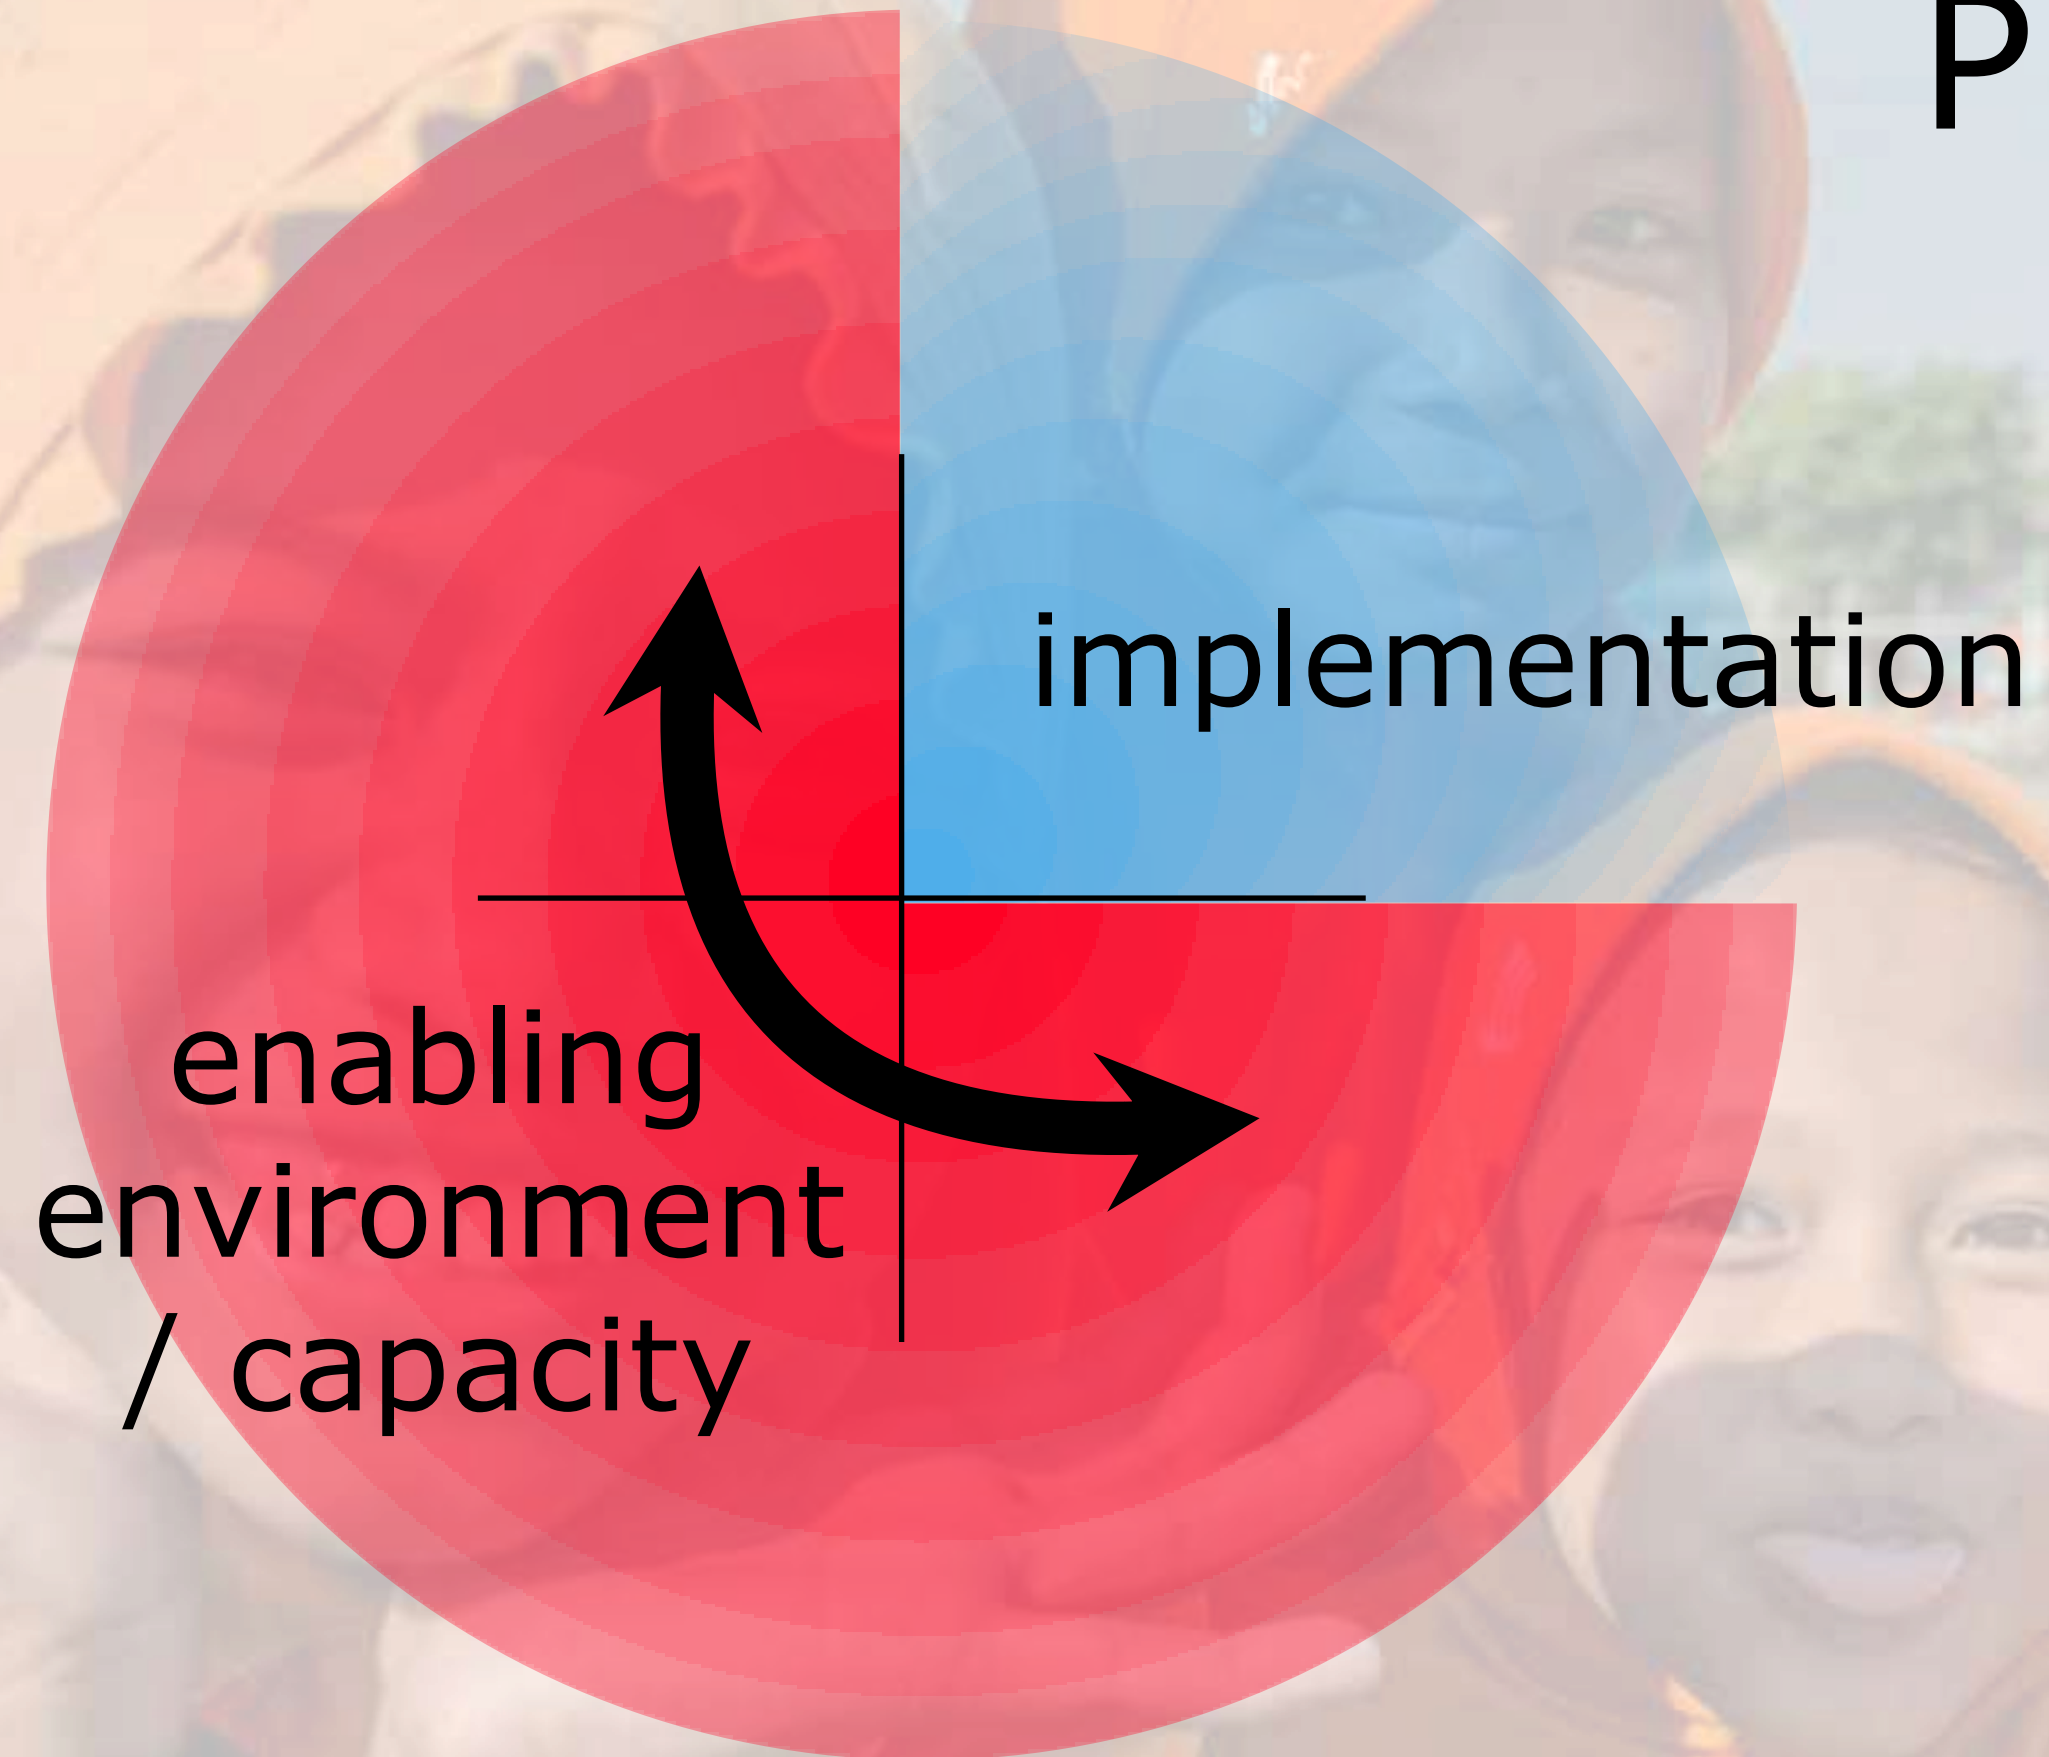 P
implementation
enabling
environment
/ capacity